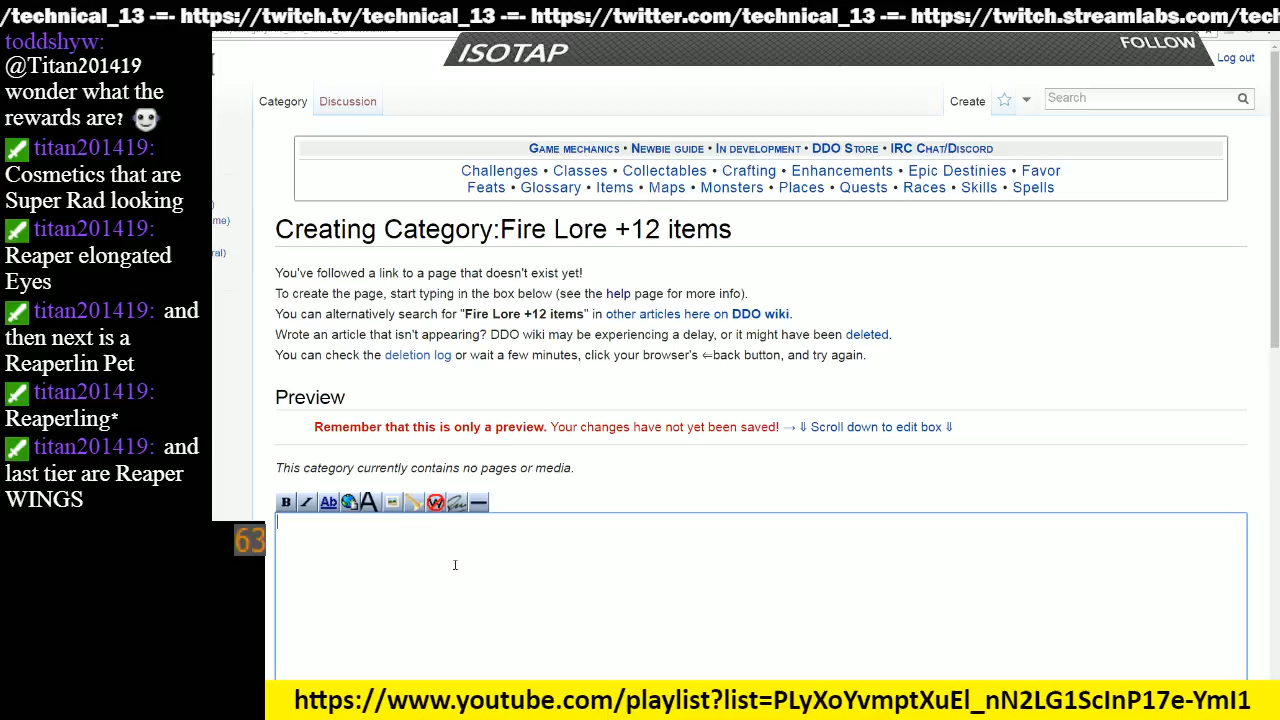 /technical_13 -=- https://twitch.tv/technical_13 -=- https://twitter.com/technical_13 -=- https://twitch.streamlabs.com/tech
toddshyw:
@Titan201419
wonder what the
rewards are?
titan201419:
Cosmetics that are
Super Rad looking
titan201419:
Reaper elongated
Eyes
titan201419: and
then next is a
Reaperlin Pet
titan201419:
Reaperling*
titan201419: and
last tier are Reaper
WINGS
63
ISOTAP
FOLLOW
Log out
Category Discussion Create Search
Game mechanics • Newbie guide • In development • DDO Store • IRC Chat/Discord
Challenges • Classes • Collectables • Crafting • Enhancements • Epic Destinies • Favor
Feats • Glossary • Items • Maps • Monsters • Places • Quests • Races • Skills • Spells
me)
ral)
Creating Category:Fire Lore +12 items
You've followed a link to a page that doesn't exist yet!
To create the page, start typing in the box below (see the help page for more info).
You can alternatively search for "Fire Lore +12 items" in other articles here on DDO wiki.
Wrote an article that isn't appearing? DDO wiki may be experiencing a delay, or it might have been deleted.
You can check the deletion log or wait a few minutes, click your browser's ⇐back button, and try again.
Preview
Remember that this is only a preview. Your changes have not yet been saved! → ⇓ Scroll down to edit box ⇓
This category currently contains no pages or media.
B I Ab A W
https://www.youtube.com/playlist?list=PLyXoYvmptXuEl_nN2LG1ScInP17e-YmI1